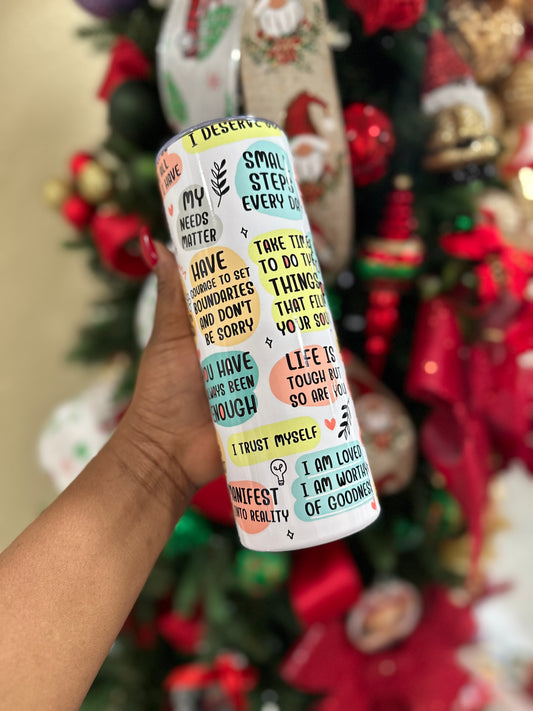 I DESERVE
SMALL
STEPS
EVERY DAY
HAVE
MY
NEEDS
MATTER
TAKE TIME
TO DO THE
THINGS
THAT FILL
YOUR SOUL
HAVE
COURAGE TO SET
BOUNDARIES
AND DON'T
BE SORRY
YOU HAVE
ALWAYS BEEN
ENOUGH
LIFE IS
TOUGH BUT
SO ARE YOU
I TRUST MYSELF
I AM LOVED
I AM WORTHY
OF GOODNESS
MANIFEST
INTO REALITY